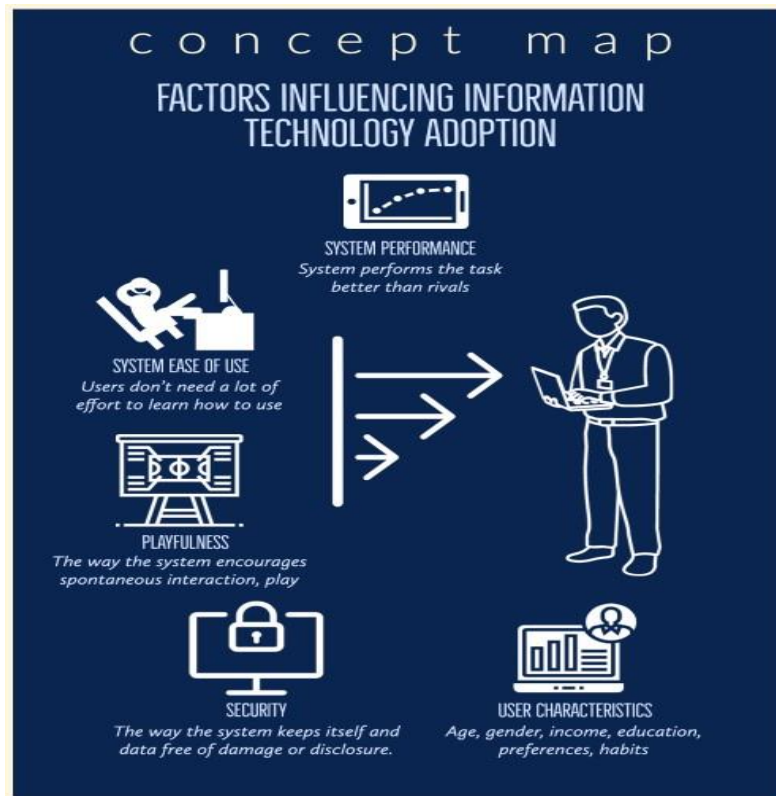 concept map
FACTORS INFLUENCING INFORMATION
TECHNOLOGY ADOPTION
SYSTEM PERFORMANCE
System performs the task
better than rivals
SYSTEM EASE OF USE
Users don't need a lot of
effort to learn how to use
PLAYFULNESS
The way the system encourages
spontaneous interaction, play
SECURITY
The way the system keeps itself and
data free of damage or disclosure.
USER CHARACTERISTICS
Age, gender, income, education,
preferences, habits